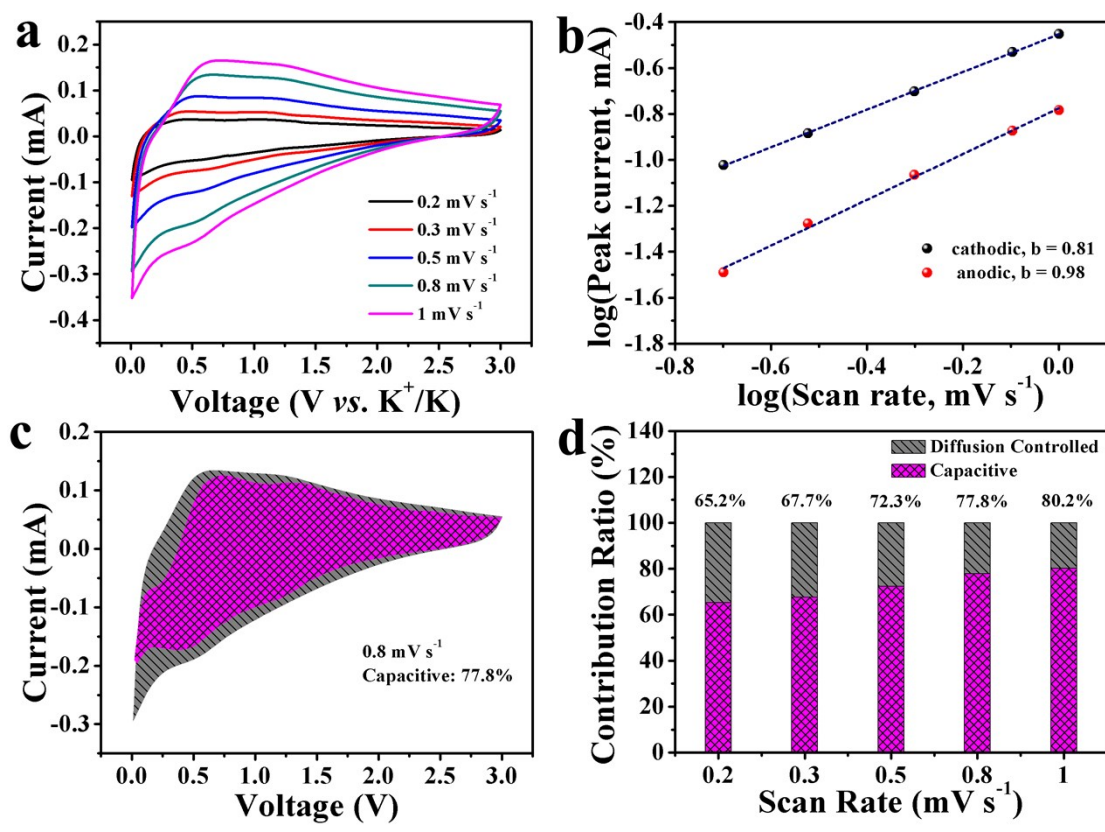 a
0.2
0.1
0.0
-0.1
-0.2
-0.3
-0.4
Current (mA)
0.2 mV s⁻¹
0.3 mV s⁻¹
0.5 mV s⁻¹
0.8 mV s⁻¹
1 mV s⁻¹
0.0 0.5 1.0 1.5 2.0 2.5 3.0
Voltage (V vs. K⁺/K)
b
-0.4
-0.6
-0.8
-1.0
-1.2
-1.4
-1.6
-1.8
log(Peak current, mA)
cathodic, b = 0.81
anodic, b = 0.98
-0.8 -0.6 -0.4 -0.2 0.0
log(Scan rate, mV s⁻¹)
c
0.2
0.1
0.0
-0.1
-0.2
-0.3
Current (mA)
0.8 mV s⁻¹
Capacitive: 77.8%
0.0 0.5 1.0 1.5 2.0 2.5 3.0
Voltage (V)
d
140
120
100
80
60
40
20
0
Contribution Ratio (%)
Diffusion Controlled
Capacitive
65.2% 67.7% 72.3% 77.8% 80.2%
0.2 0.3 0.5 0.8 1
Scan Rate (mV s⁻¹)